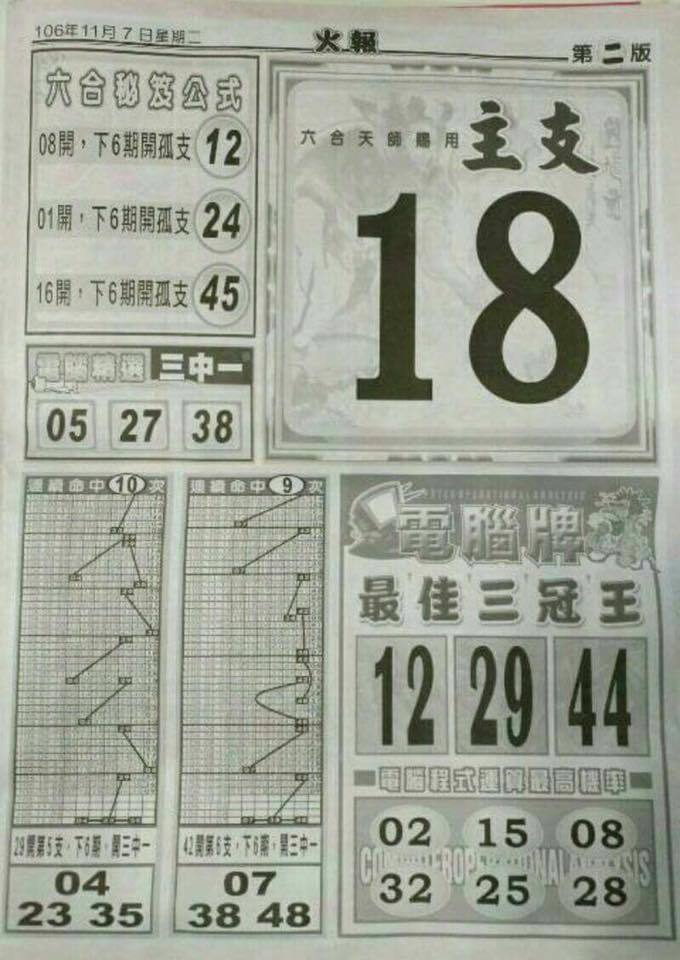 106年11月7日星期二
火報
第二版
六合秘笈公式
08開，下6期開孤支 12
01開，下6期開孤支 24
16開，下6期開孤支 45
六合天師賜用 主支
18
電腦精選 三中一
05 27 38
連續命中10次
29開第5支，下6期，開三中一
04
23 35
連續命中9次
42開第6支，下6期，開三中一
07
38 48
電腦牌
最佳三冠王
12 29 44
電腦程式運算最高機率
02 15 08
COMPUTEROPERATIONALANALYSIS
32 25 28